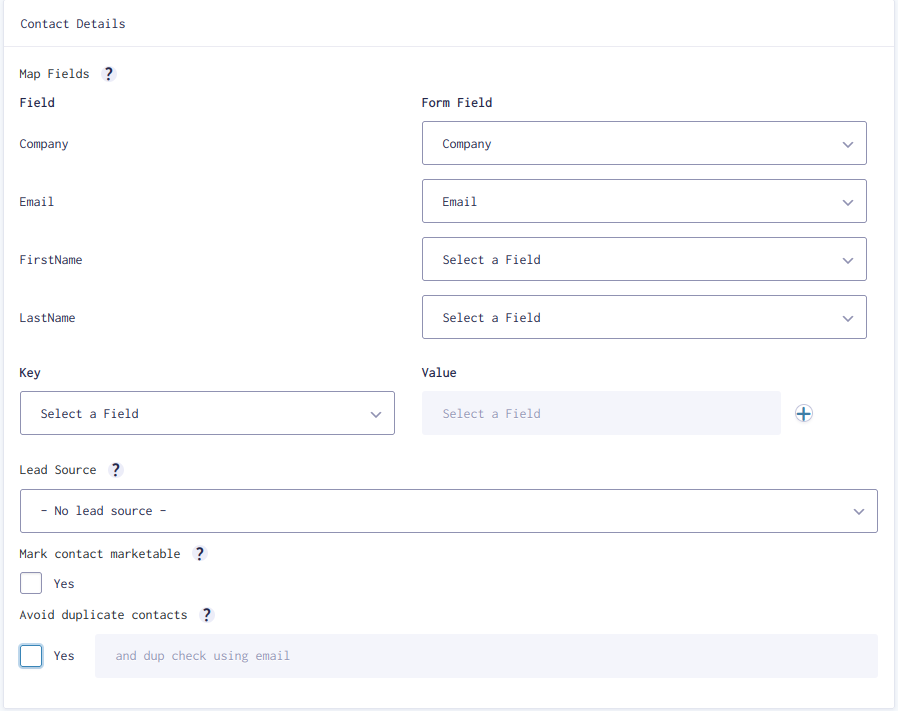 Contact Details
Map Fields ?
Field Form Field
Company Company
Email Email
FirstName Select a Field
LastName Select a Field
Key Value
Select a Field Select a Field
Lead Source ?
- No lead source -
Mark contact marketable ?
Yes
Avoid duplicate contacts ?
Yes and dup check using email